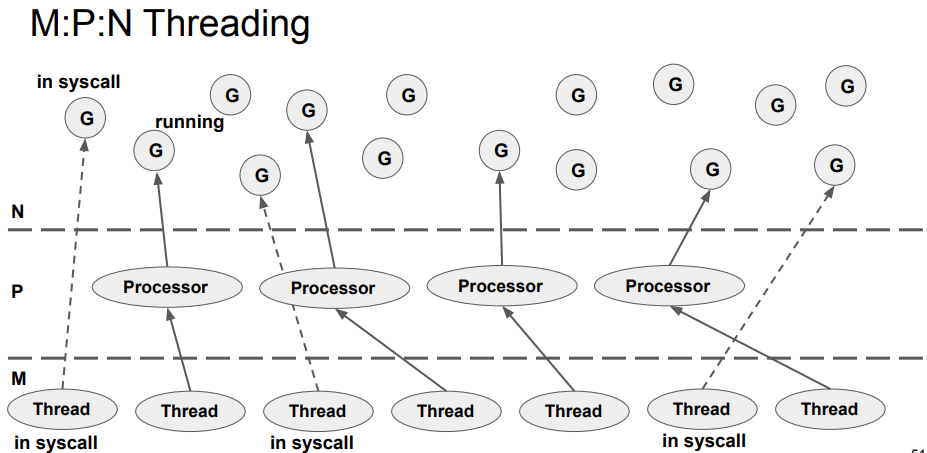 M:P:N Threading
in syscall
G
G
G
G
G
G
G
G
running
G
G
G
G
G
G
G
N
P
Processor
Processor
Processor
Processor
M
Thread
Thread
Thread
Thread
Thread
Thread
Thread
in syscall
in syscall
in syscall